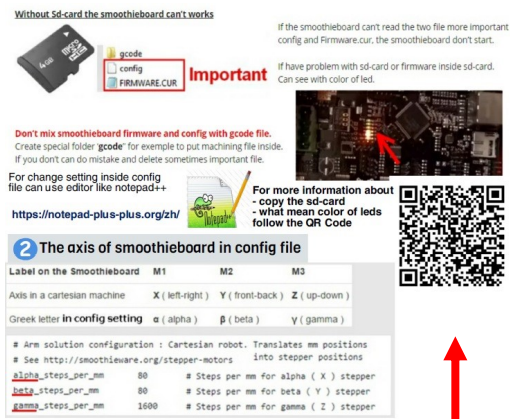 Without Sd-card the smoothieboard can't works
If the smoothieboard can't read the two file more important
config and Firmware.cur, the smoothieboard don't start.
If have problem with sd-card or firmware inside sd-card.
Can see with color of led.
4GB
micro SD
gcode
config
FIRMWARE.CUR
Important
Don't mix smoothieboard firmware and config with gcode file.
Create special folder 'gcode' for exemple to put machining file inside.
If you don't can do mistake and delete sometimes important file.
For change setting inside config
file can use editor like notepad++
https://notepad-plus-plus.org/zh/
Notepad++
For more information about
- copy the sd-card
- what mean color of leds
follow the QR Code
2 The axis of smoothieboard in config file
Label on the Smoothieboard M1 M2 M3
Axis in a cartesian machine X ( left-right ) Y ( front-back ) Z ( up-down )
Greek letter in config setting α ( alpha ) β ( beta ) γ ( gamma )
# Arm solution configuration : Cartesian robot. Translates mm positions
# See http://smoothieware.org/stepper-motors into stepper positions
alpha_steps_per_mm 80 # Steps per mm for alpha ( X ) stepper
beta_steps_per_mm 80 # Steps per mm for beta ( Y ) stepper
gamma_steps_per_mm 1600 # Steps per mm for gamma ( Z ) stepper